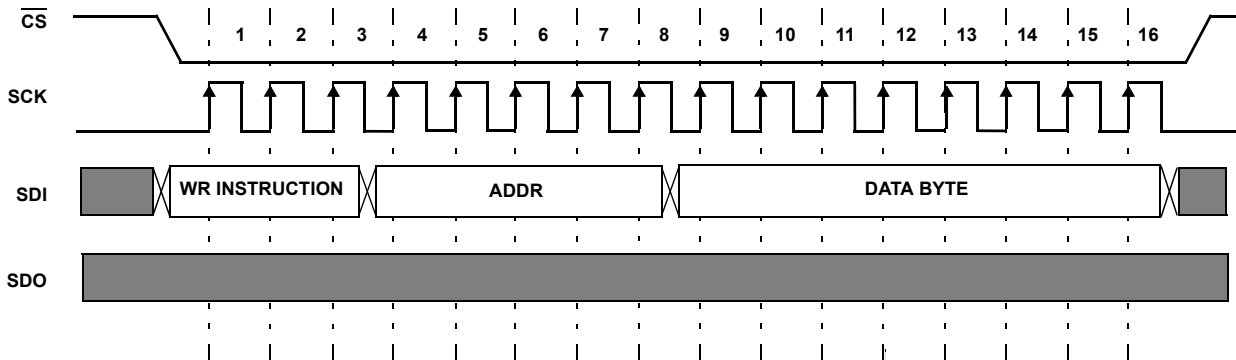 CS
1 2 3 4 5 6 7 8 9 10 11 12 13 14 15 16
SCK
SDI
WR INSTRUCTION
ADDR
DATA BYTE
SDO